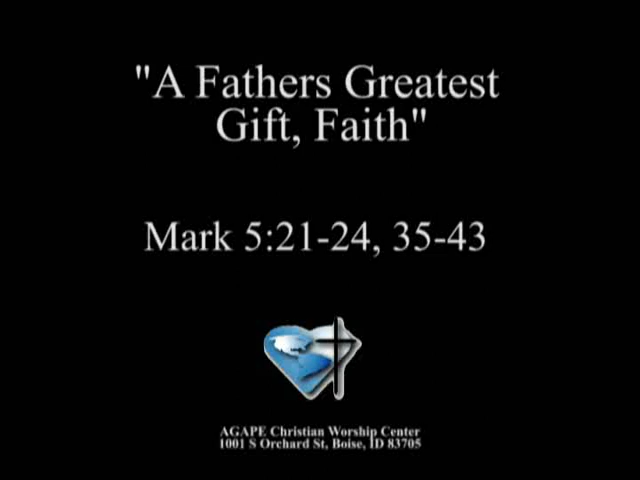 "A Fathers Greatest
Gift, Faith"
Mark 5:21-24, 35-43
AGAPE Christian Worship Center
1001 S Orchard St, Boise, ID 83705